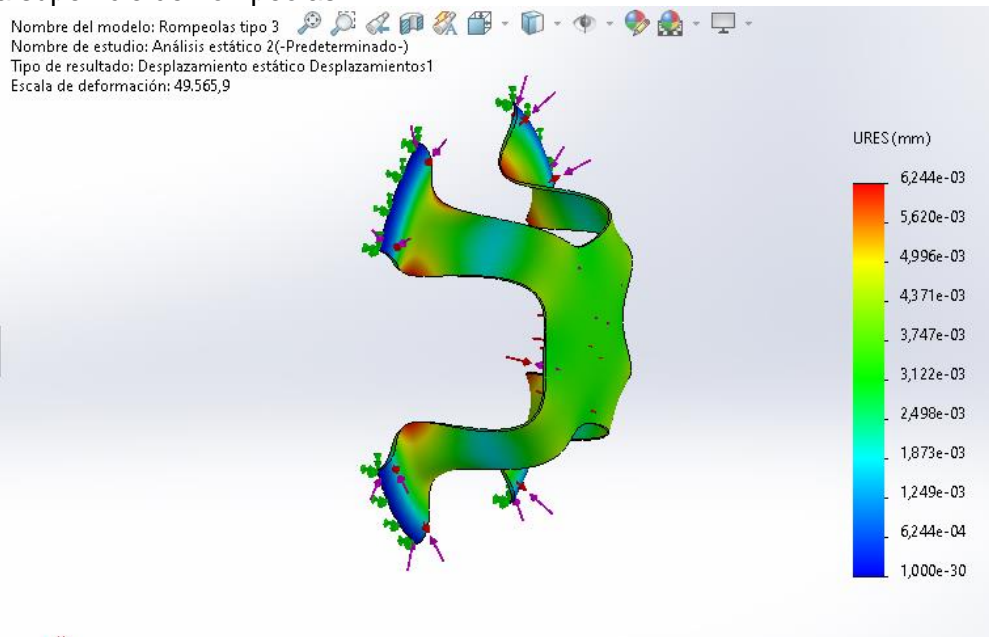 Nombre del modelo: Rompeolas tipo 3
Nombre de estudio: Análisis estático 2(-Predeterminado-)
Tipo de resultado: Desplazamiento estático Desplazamientos1
Escala de deformación: 49.565,9
URES (mm)
6,244e-03
5,620e-03
4,996e-03
4,371e-03
3,747e-03
3,122e-03
2,498e-03
1,873e-03
1,249e-03
6,244e-04
1,000e-30